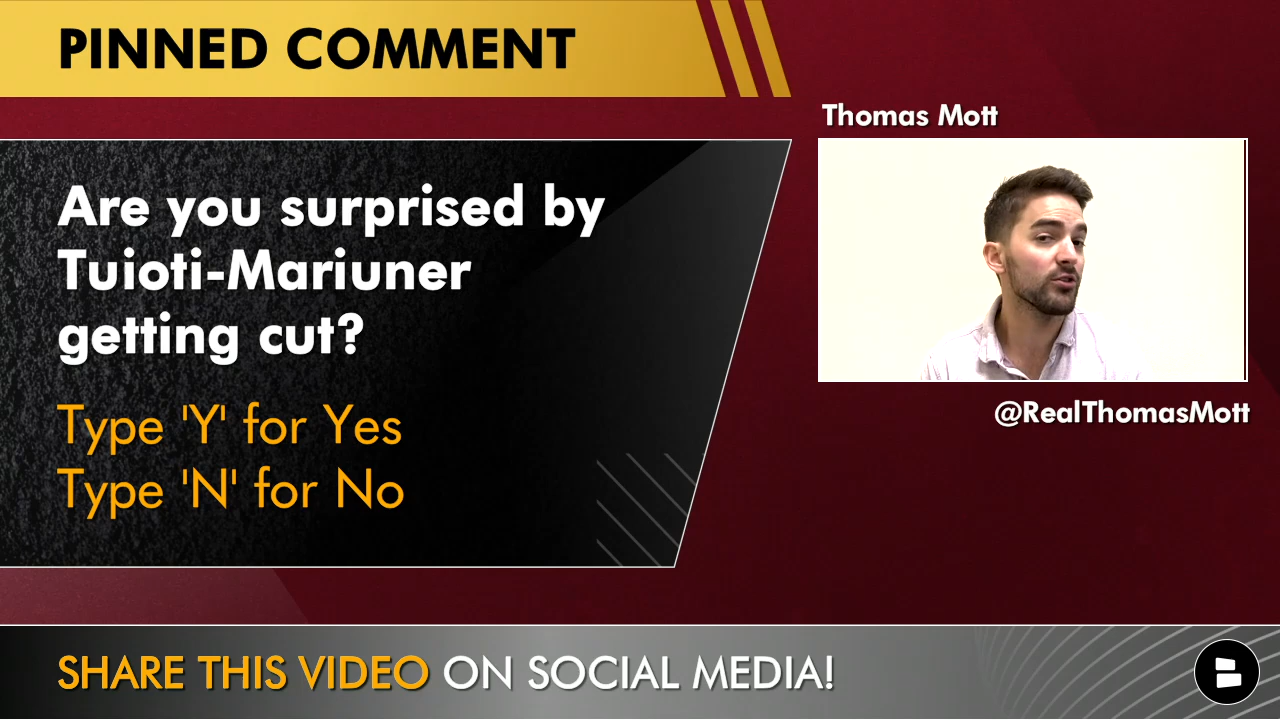 PINNED COMMENT
Thomas Mott
Are you surprised by
Tuioti-Mariuner
getting cut?
Type 'Y' for Yes
Type 'N' for No
@RealThomasMott
SHARE THIS VIDEO ON SOCIAL MEDIA!